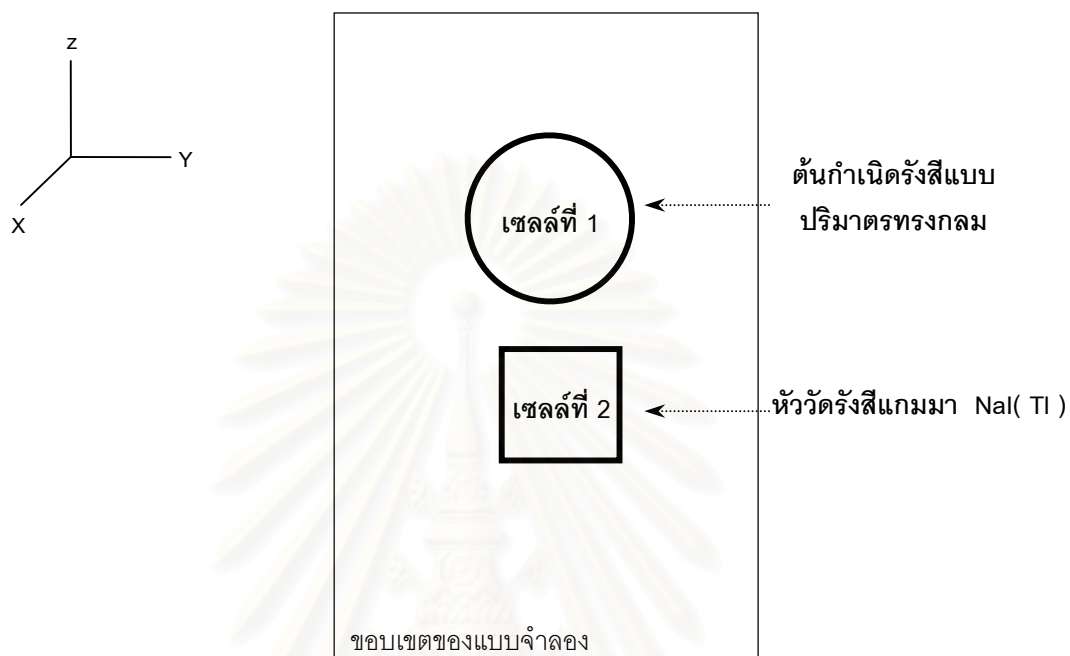 z
Y
X
เซลล์ที่ 1
ต้นกำเนิดรังสีแบบ
ปริมาตรทรงกลม
เซลล์ที่ 2
หัววัดรังสีแกมมา NaI( Tl )
ขอบเขตของแบบจำลอง